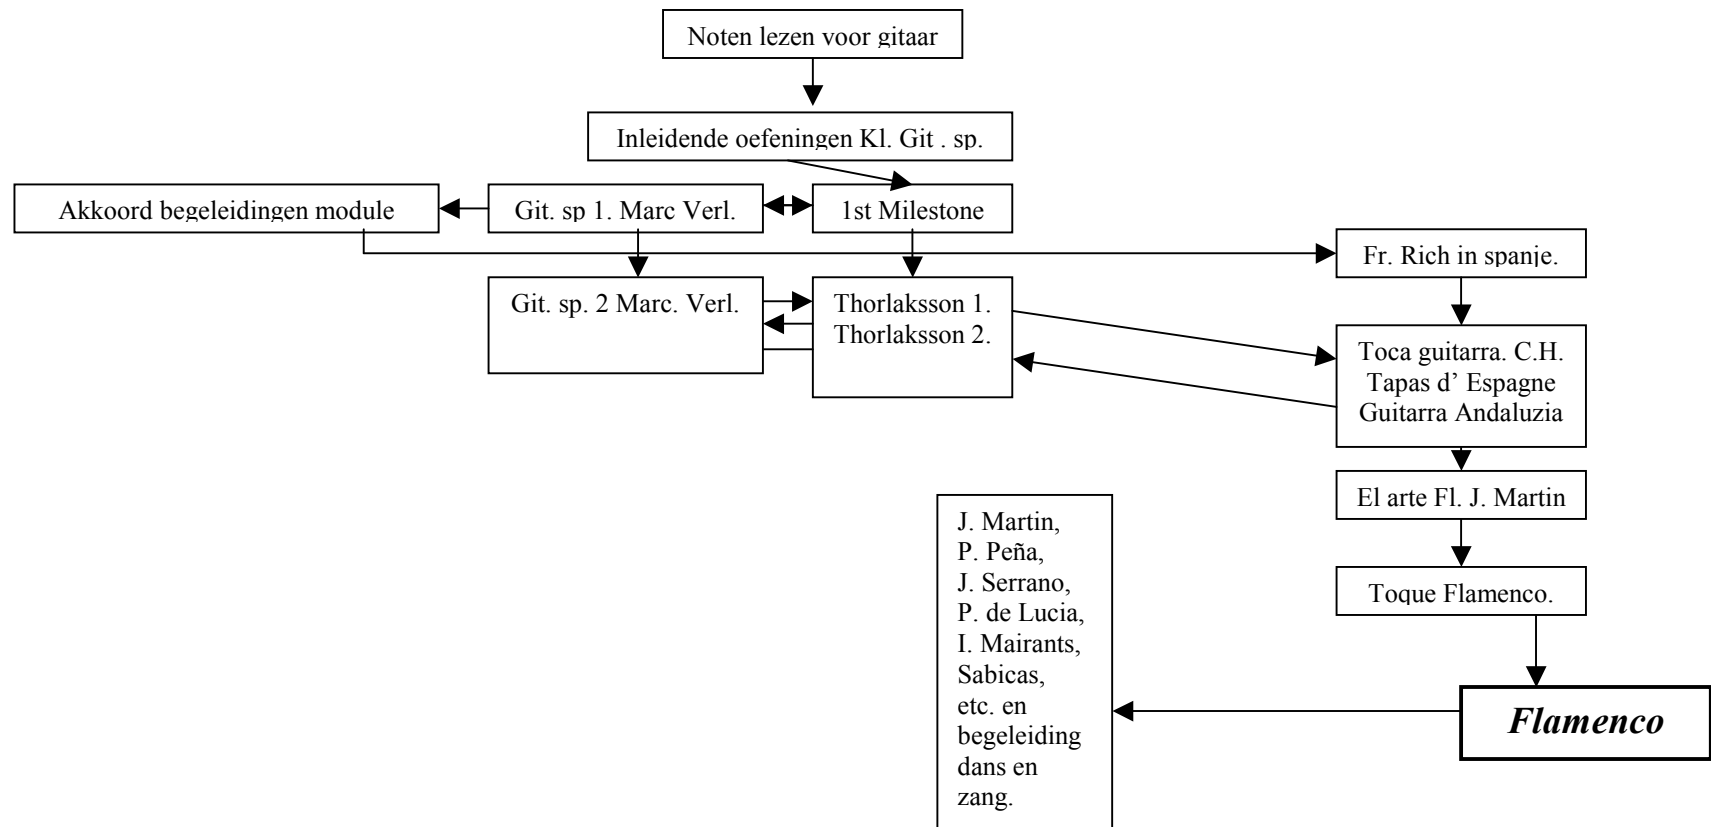 Noten lezen voor gitaar
Inleidende oefeningen Kl. Git . sp.
Akkoord begeleidingen module
Git. sp 1. Marc Verl.
1st Milestone
Fr. Rich in spanje.
Git. sp. 2 Marc. Verl.
Thorlaksson 1.
Thorlaksson 2.
Toca guitarra. C.H.
Tapas d’ Espagne
Guitarra Andaluzia
El arte Fl. J. Martin
Toque Flamenco.
Flamenco
J. Martin,
P. Peña,
J. Serrano,
P. de Lucia,
I. Mairants,
Sabicas,
etc. en
begeleiding
dans en
zang.